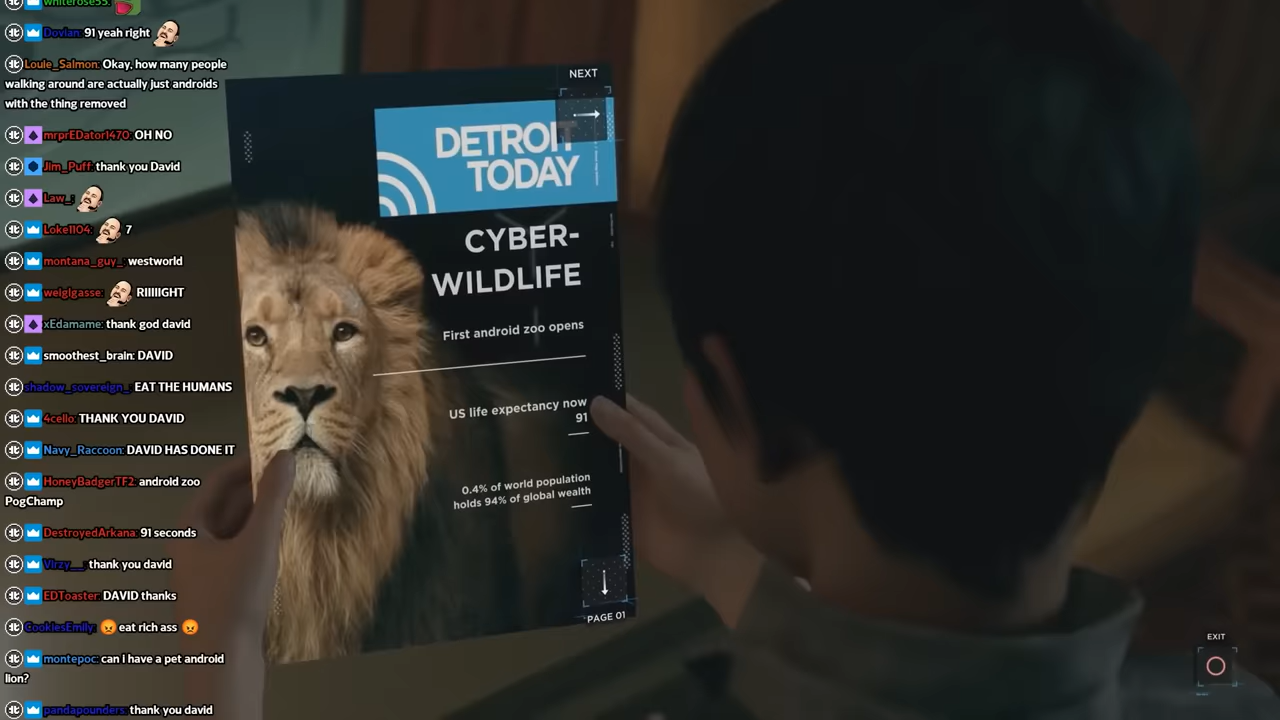 whiterose55:
Dovian: 91 yeah right
Louie_Salmon: Okay, how many people
walking around are actually just androids
with the thing removed
mrprEDator1470: OH NO
Jim_Puff: thank you David
Law_:
Loke1104: 7
montana_guy_: westworld
weiglgasse: RIIIIIGHT
xEdamame: thank god david
smoothest_brain: DAVID
shadow_sovereign_: EAT THE HUMANS
4cello: THANK YOU DAVID
Navy_Raccoon: DAVID HAS DONE IT
HoneyBadgerTF2: android zoo
PogChamp
DestroyedArkana: 91 seconds
Virzy__: thank you david
EDToaster: DAVID thanks
CookiesEmily: 😡 eat rich ass 😡
montepoc: can i have a pet android
lion?
pandapounders: thank you david
NEXT
DETROIT
TODAY
CYBER-
WILDLIFE
First android zoo opens
US life expectancy now
91
0.4% of world population
holds 94% of global wealth
PAGE 01
EXIT